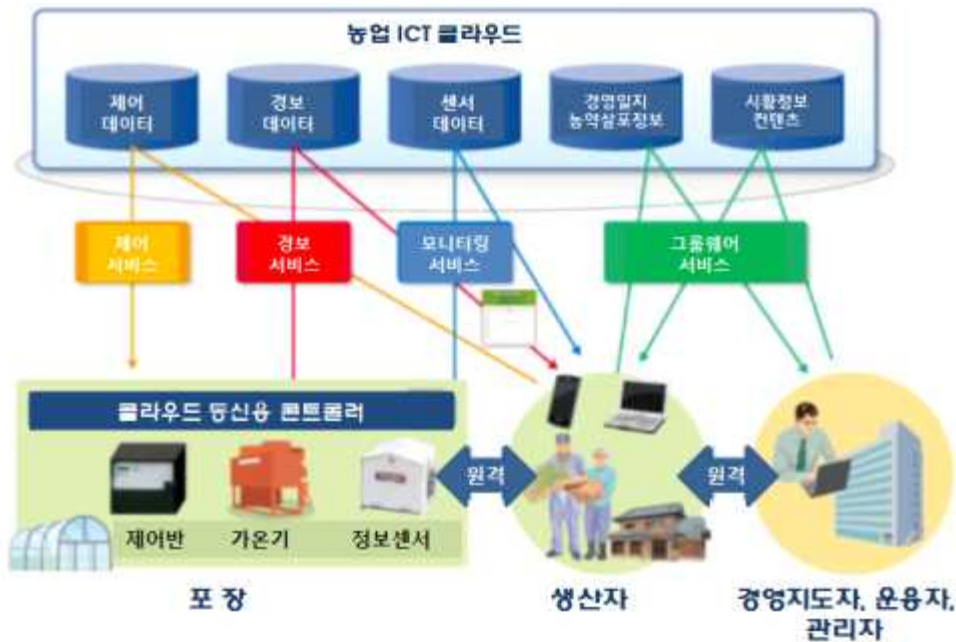 농업 ICT 클라우드
제어
데이터
경보
데이터
센서
데이터
경영일지
농약살포정보
시황정보
컨텐츠
제어
서비스
경보
서비스
모니터링
서비스
그룹웨어
서비스
클라우드 통신용 콘트롤러
원격
원격
제어반
가온기
정보센서
포 장
생산자
경영지도자, 운용자,
관리자